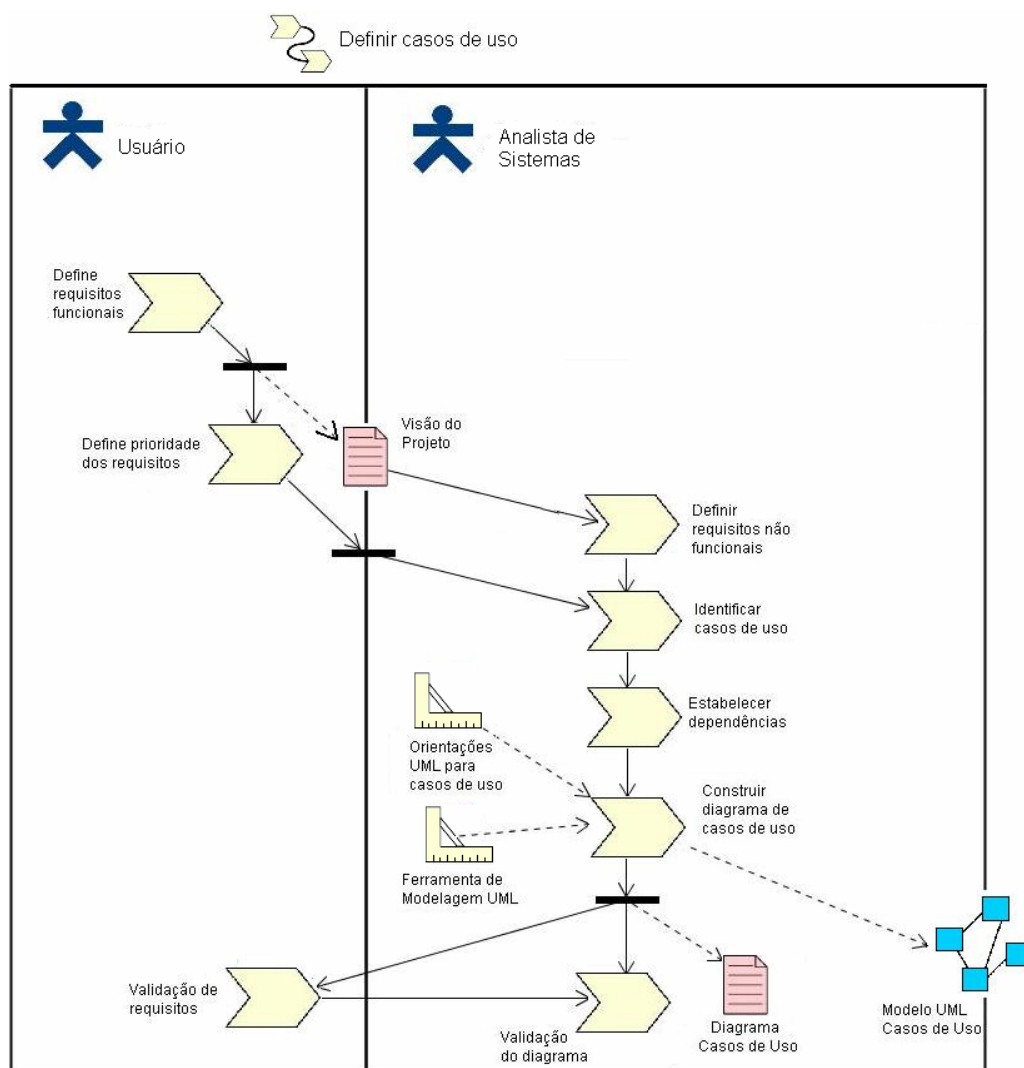 Definir casos de uso
Usuário
Analista de
Sistemas
Define
requisitos
funcionais
Define prioridade
dos requisitos
Visão do
Projeto
Definir
requisitos não
funcionais
Identificar
casos de uso
Estabelecer
dependências
Orientações
UML para
casos de uso
Construir
diagrama de
casos de uso
Ferramenta de
Modelagem UML
Validação de
requisitos
Validação
do diagrama
Diagrama
Casos de Uso
Modelo UML
Casos de Uso